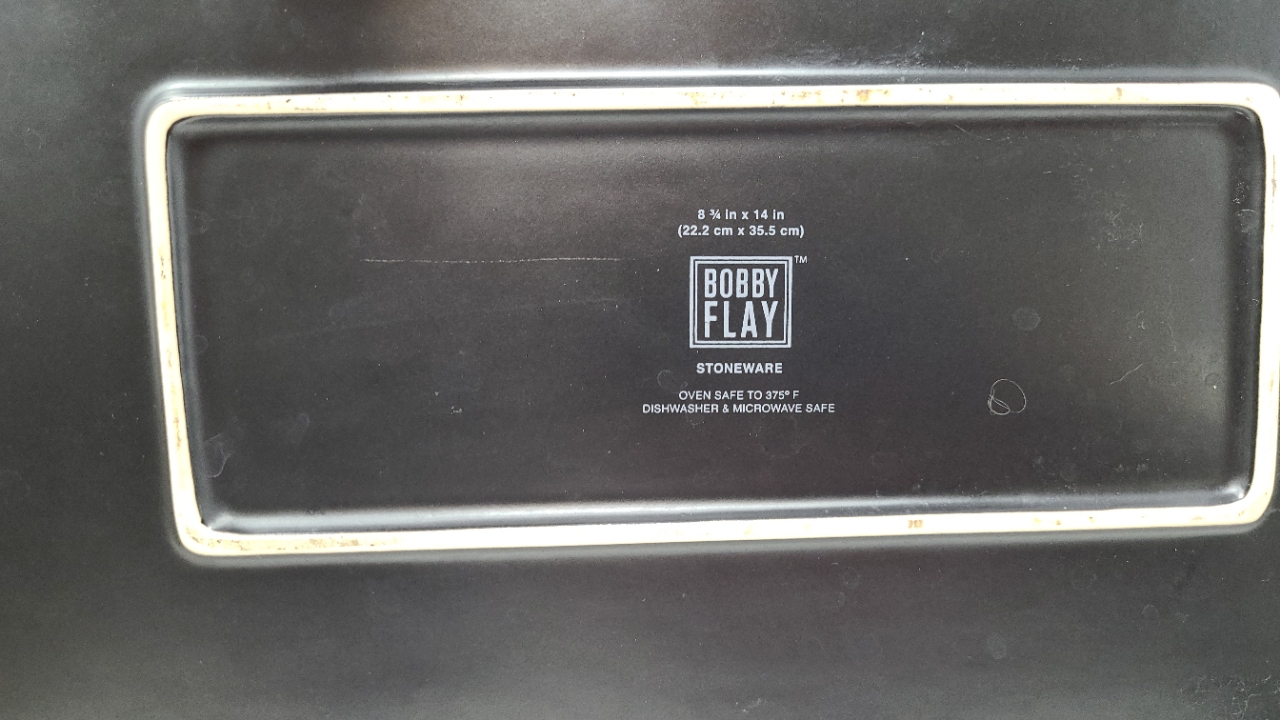 8 ¾ in x 14 in
(22.2 cm x 35.5 cm)
BOBBY
FLAY
TM
STONEWARE
OVEN SAFE TO 375° F
DISHWASHER & MICROWAVE SAFE